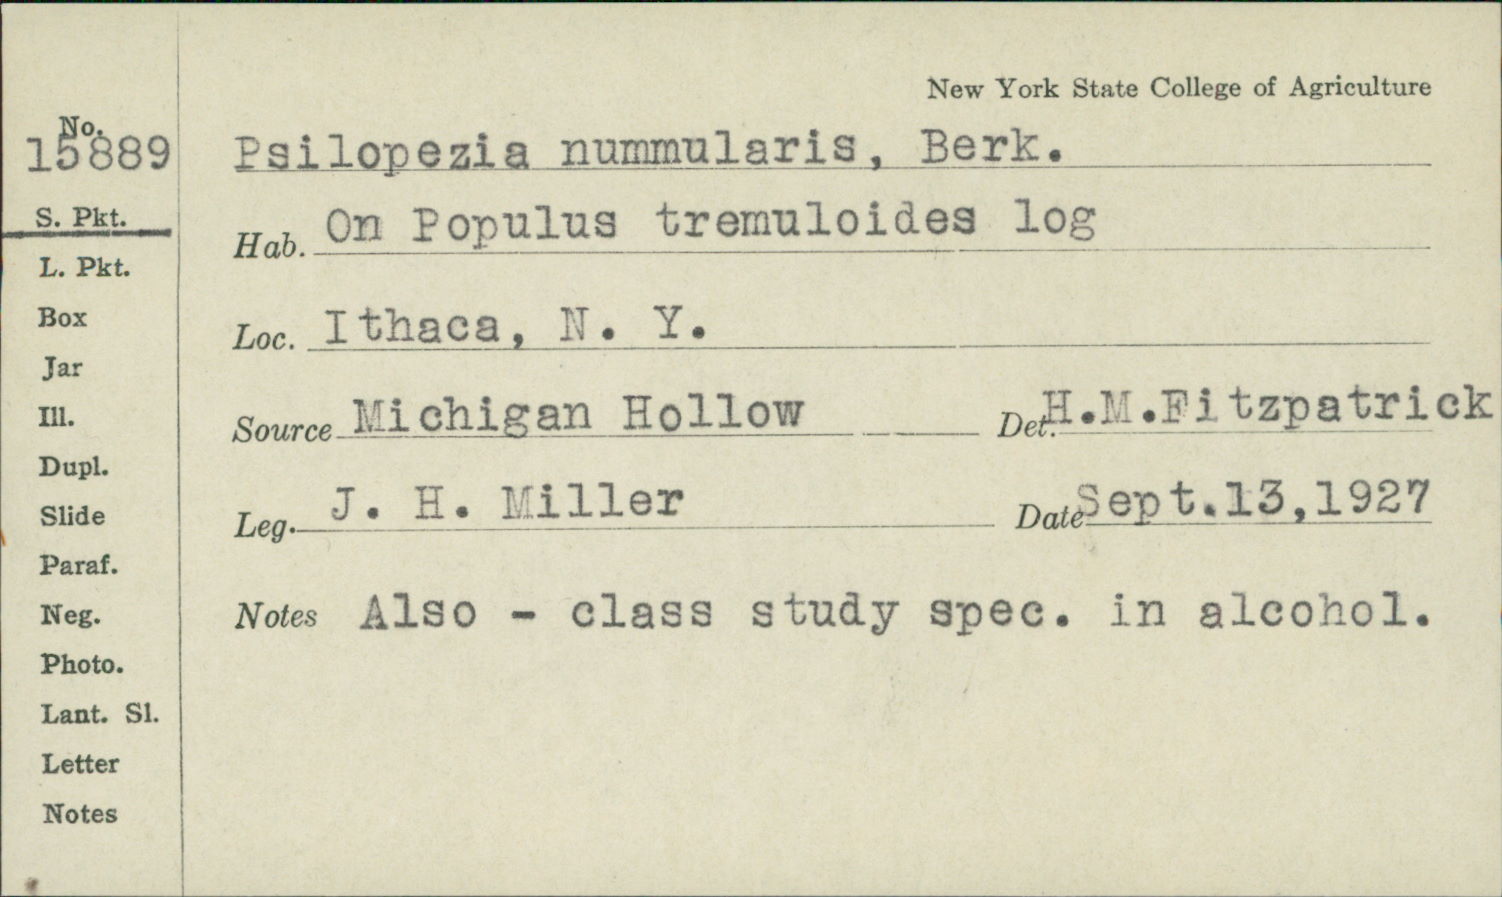 New York State College of Agriculture
No.
15889
Psilopezia nummularis, Berk.
S. Pkt.
Hab. On Populus tremuloides log
L. Pkt.
Box
Loc. Ithaca, N. Y.
Jar
Ill.
Source Michigan Hollow Det. H.M.Fitzpatrick
Dupl.
Slide
Leg. J. H. Miller Date Sept.13,1927
Paraf.
Neg.
Notes Also - class study spec. in alcohol.
Photo.
Lant. Sl.
Letter
Notes